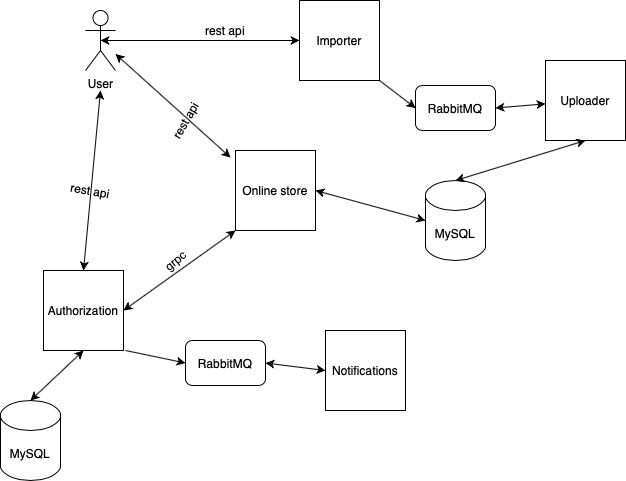 rest api
Importer
User
RabbitMQ
Uploader
rest api
rest api
Online store
MySQL
grpc
Authorization
RabbitMQ
Notifications
MySQL